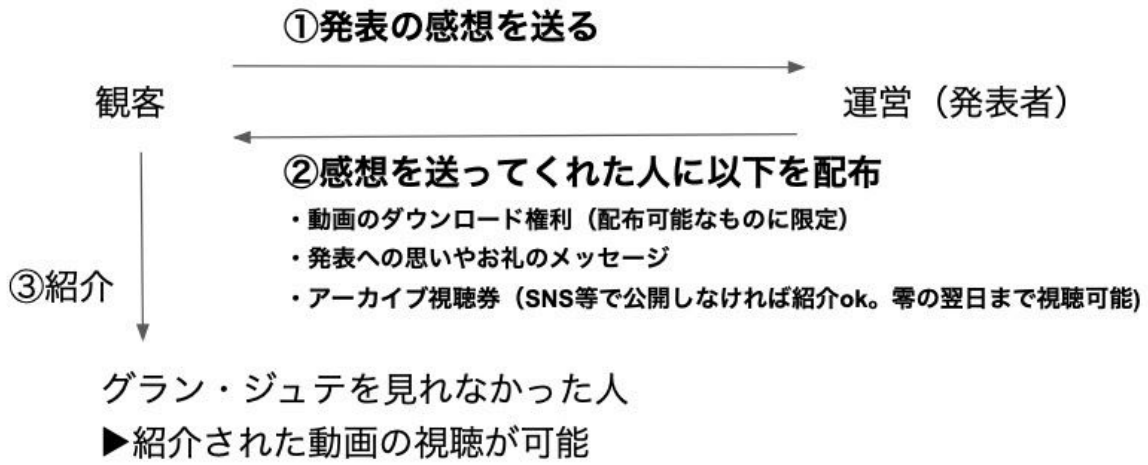 ①発表の感想を送る
観客
運営（発表者）
②感想を送ってくれた人に以下を配布
・動画のダウンロード権利（配布可能なものに限定）
・発表への思いやお礼のメッセージ
・アーカイブ視聴券（SNS等で公開しなければ紹介ok。零の翌日まで視聴可能)
③紹介
グラン・ジュテを見れなかった人
▶紹介された動画の視聴が可能